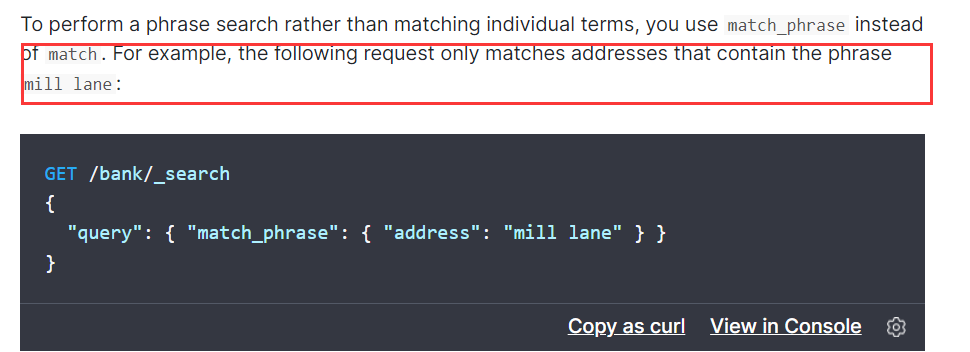 To perform a phrase search rather than matching individual terms, you use match_phrase instead
of match. For example, the following request only matches addresses that contain the phrase
mill lane:
GET /bank/_search
{
  "query": { "match_phrase": { "address": "mill lane" } }
}
Copy as curl View in Console